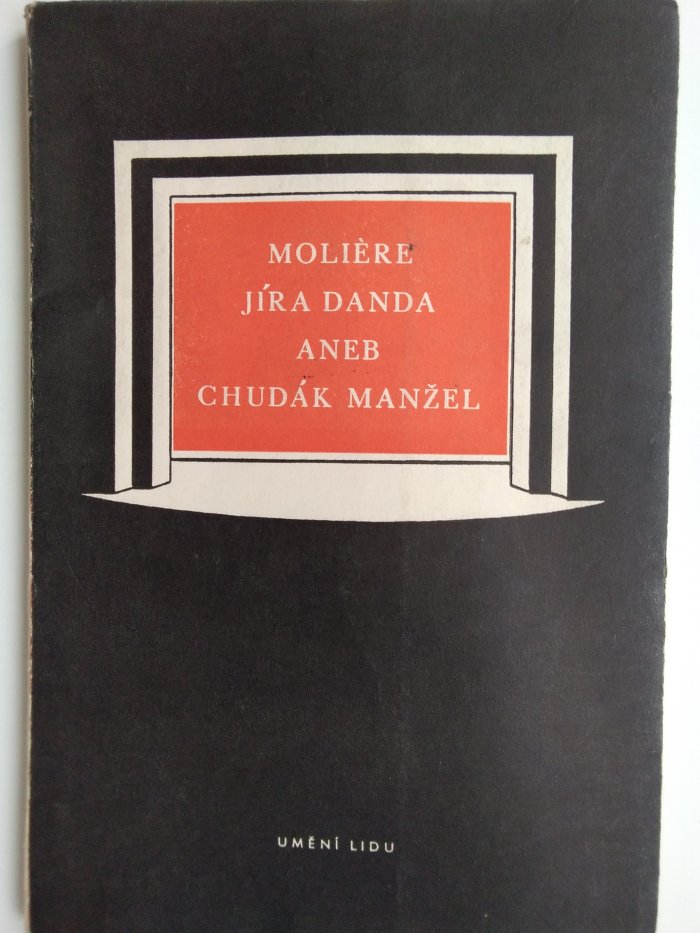 MOLIÈRE
JÍRA DANDA
ANEB
CHUDÁK MANŽEL
UMĚNÍ LIDU